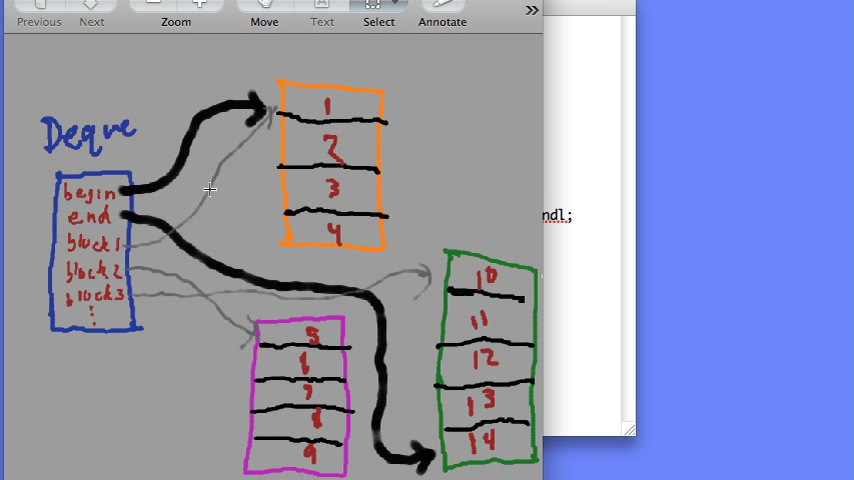 Previous Next Zoom Move Text Select Annotate
»
Deque
begin
end
block1
block2
block3
1
2
3
4
5
6
7
8
9
10
11
12
13
14
ndl;